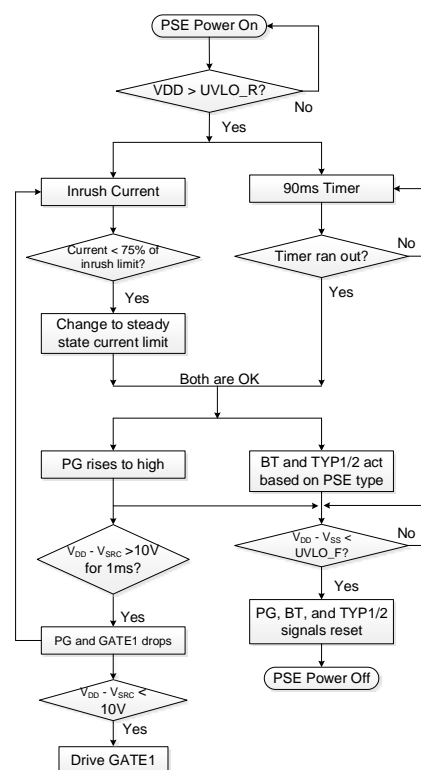 PSE Power On
VDD > UVLO_R?
No
Yes
Inrush Current
90ms Timer
Current < 75% of
inrush limit?
Timer ran out?
No
Yes
Yes
Change to steady
state current limit
Both are OK
PG rises to high
BT and TYP1/2 act
based on PSE type
VDD - VSRC >10V
for 1ms?
VDD - VSS <
UVLO_F?
No
Yes
Yes
PG and GATE1 drops
PG, BT, and TYP1/2
signals reset
VDD - VSRC <
10V
PSE Power Off
Yes
Drive GATE1